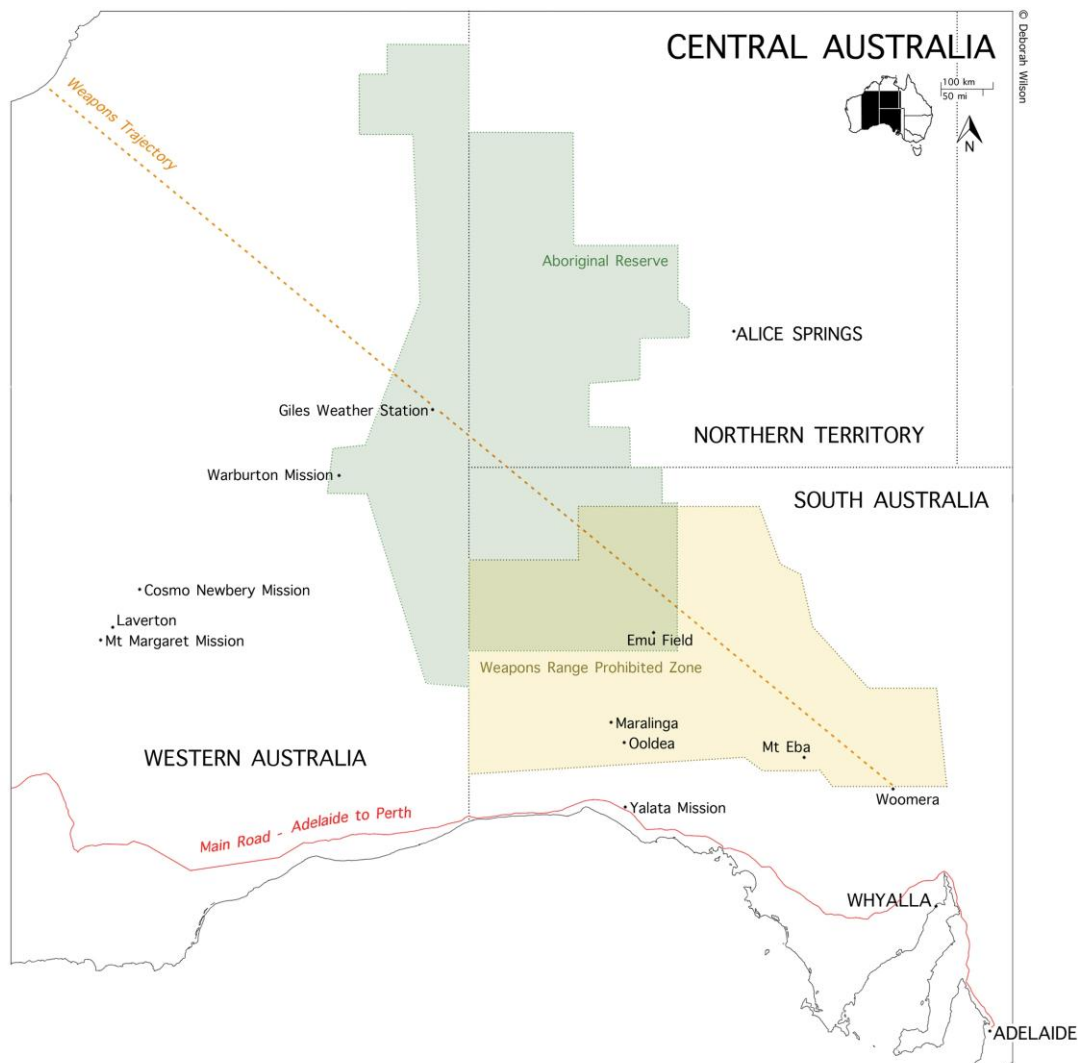 CENTRAL AUSTRALIA
© Deborah Wilson
100 km
50 mi
N
Weapons Trajectory
Aboriginal Reserve
ALICE SPRINGS
Giles Weather Station
NORTHERN TERRITORY
Warburton Mission
SOUTH AUSTRALIA
Cosmo Newbery Mission
Laverton
Mt Margaret Mission
Emu Field
Weapons Range Prohibited Zone
Maralinga
Ooldea
Mt Eba
WESTERN AUSTRALIA
Woomera
Yalata Mission
Main Road - Adelaide to Perth
WHYALLA
ADELAIDE